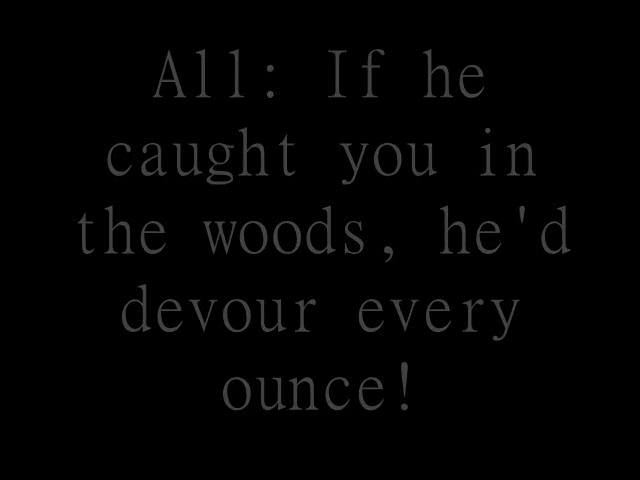 All: If he
caught you in
the woods, he'd
devour every
ounce!